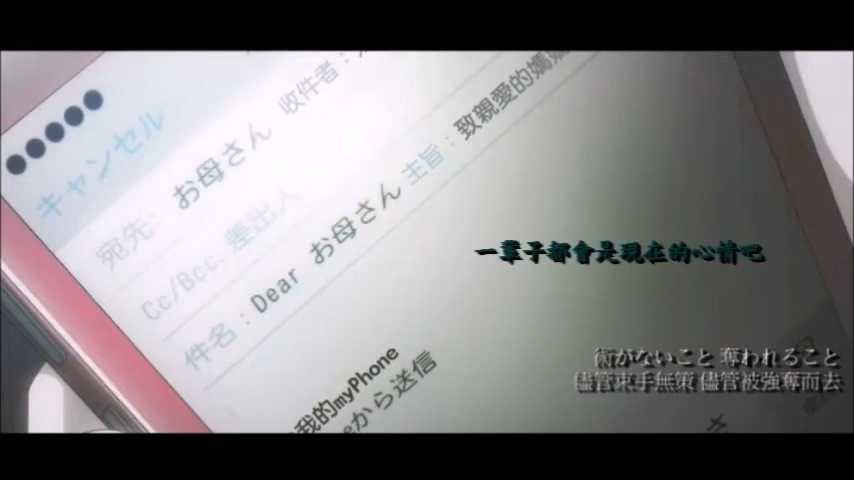 キャンセル
宛先: お母さん 收件者:
Cc/Bcc. 差出人
件名:Dear お母さん 主旨:致親愛的媽媽
一輩子都會是現在的心情吧
我的myPhone
eから送信
術がないこと 奪われること
儘管束手無策 儘管被強奪而去